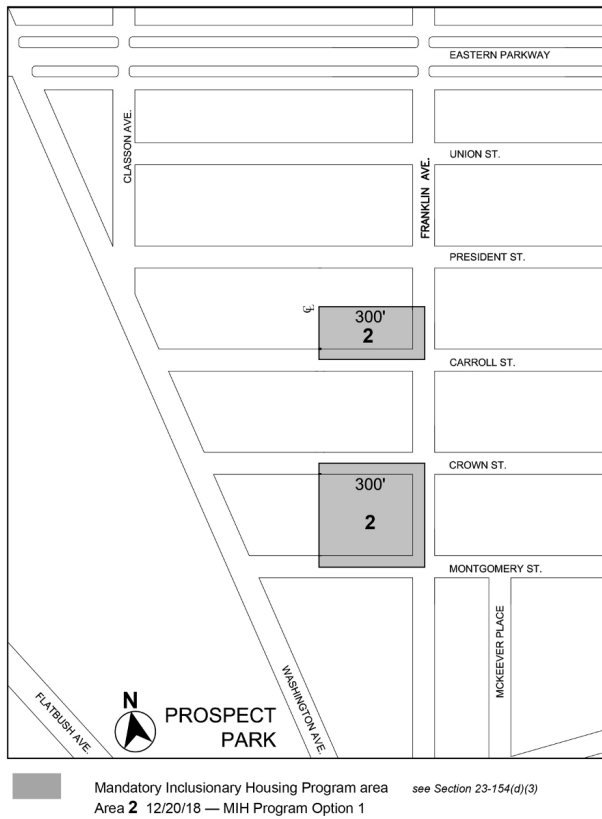 EASTERN PARKWAY
CLASSON AVE.
UNION ST.
FRANKLIN AVE.
PRESIDENT ST.
℄
300'
2
CARROLL ST.
CROWN ST.
300'
2
MONTGOMERY ST.
MCKEEVER PLACE
WASHINGTON AVE.
FLATBUSH AVE.
N
PROSPECT
PARK
Mandatory Inclusionary Housing Program area see Section 23-154(d)(3)
Area 2 12/20/18 — MIH Program Option 1